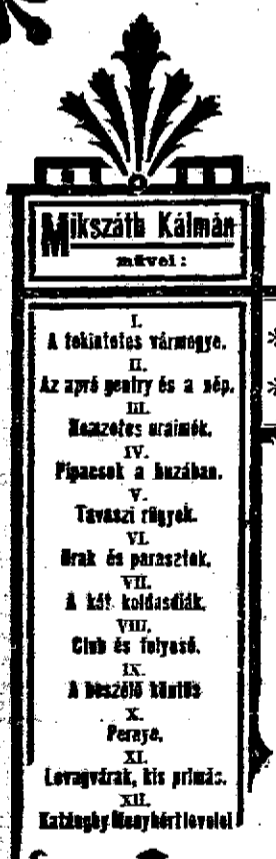 Mikszáth Kálmán
művei:
I.
A tekintetes vármegye.
II.
Az apró gentry és a nép.
III.
Nemzetes uraimék.
IV.
Pipacsok a buzában.
V.
Tavaszi rügyek.
VI.
Urak és parasztok.
VII.
A két koldusdiák.
VIII.
Club és folyosó.
IX.
A beszélő köntös
X.
Pernye.
XI.
Lovagvárak, kis prímás.
XII.
Katánghy Menyhért levelei